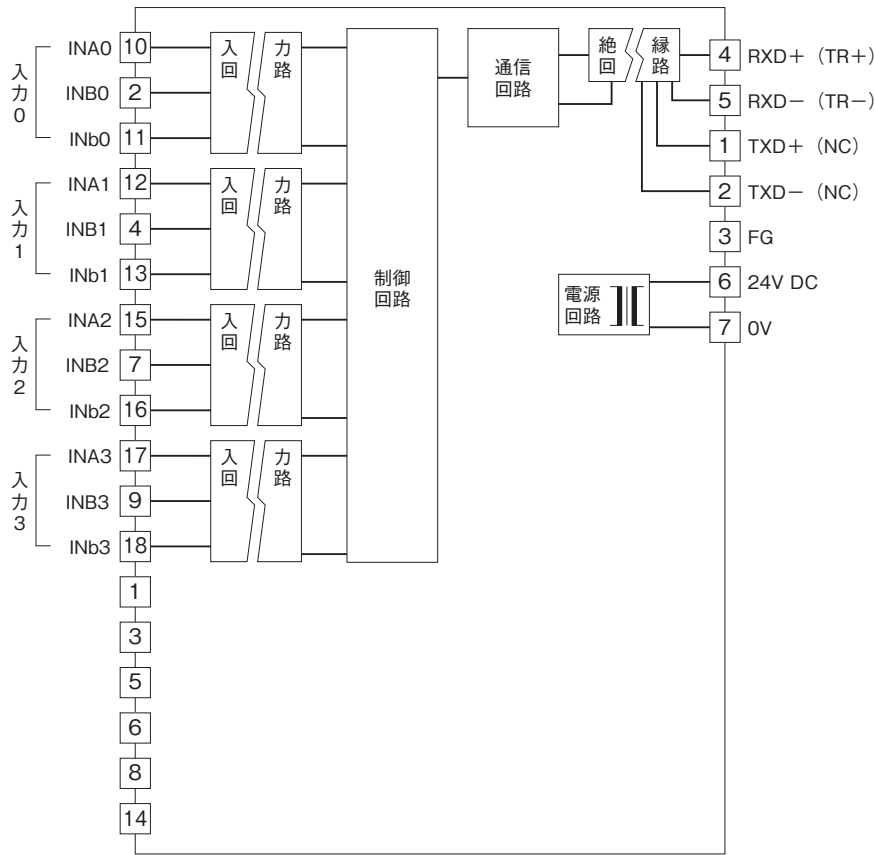 入力0
INA0 10
INB0 2
INb0 11
入力
回路
入力1
INA1 12
INB1 4
INb1 13
入力
回路
入力2
INA2 15
INB2 7
INb2 16
入力
回路
入力3
INA3 17
INB3 9
INb3 18
入力
回路
1
3
5
6
8
14
制御
回路
通信
回路
絶縁
回路
電源
回路
4 RXD＋（TR＋）
5 RXD－（TR－）
1 TXD＋（NC）
2 TXD－（NC）
3 FG
6 24V DC
7 0V